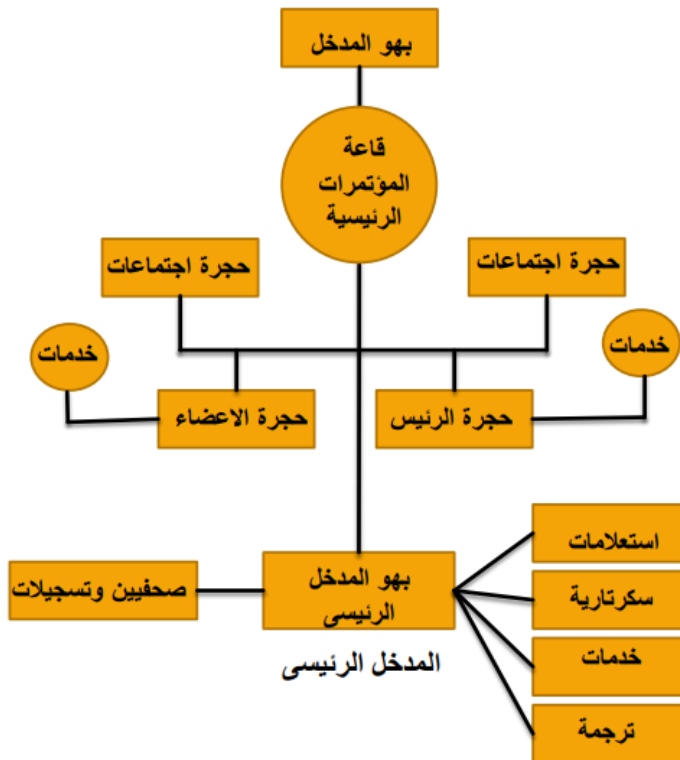 بهو المدخل
قاعة
المؤتمرات
الرئيسية
حجرة اجتماعات
حجرة اجتماعات
خدمات
خدمات
حجرة الرئيس
حجرة الاعضاء
استعلامات
بهو المدخل
الرئيسى
صحفيين وتسجيلات
سكرتارية
خدمات
المدخل الرئيسى
ترجمة